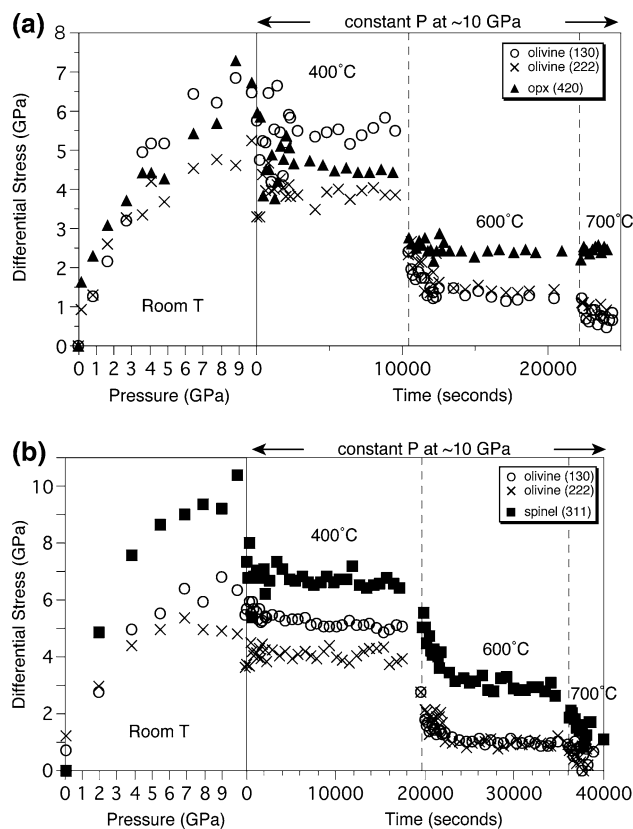 (a)
constant P at ~10 GPa
8
7
6
5
4
3
2
1
0
Differential Stress (GPa)
400°C
600°C
700°C
Room T
olivine (130)
olivine (222)
opx (420)
0 1 2 3 4 5 6 7 8 9 0 10000 20000
Pressure (GPa) Time (seconds)
(b)
constant P at ~10 GPa
10
8
6
4
2
0
Differential Stress (GPa)
400°C
600°C
700°C
Room T
olivine (130)
olivine (222)
spinel (311)
0 1 2 3 4 5 6 7 8 9 0 10000 20000 30000 40000
Pressure (GPa) Time (seconds)